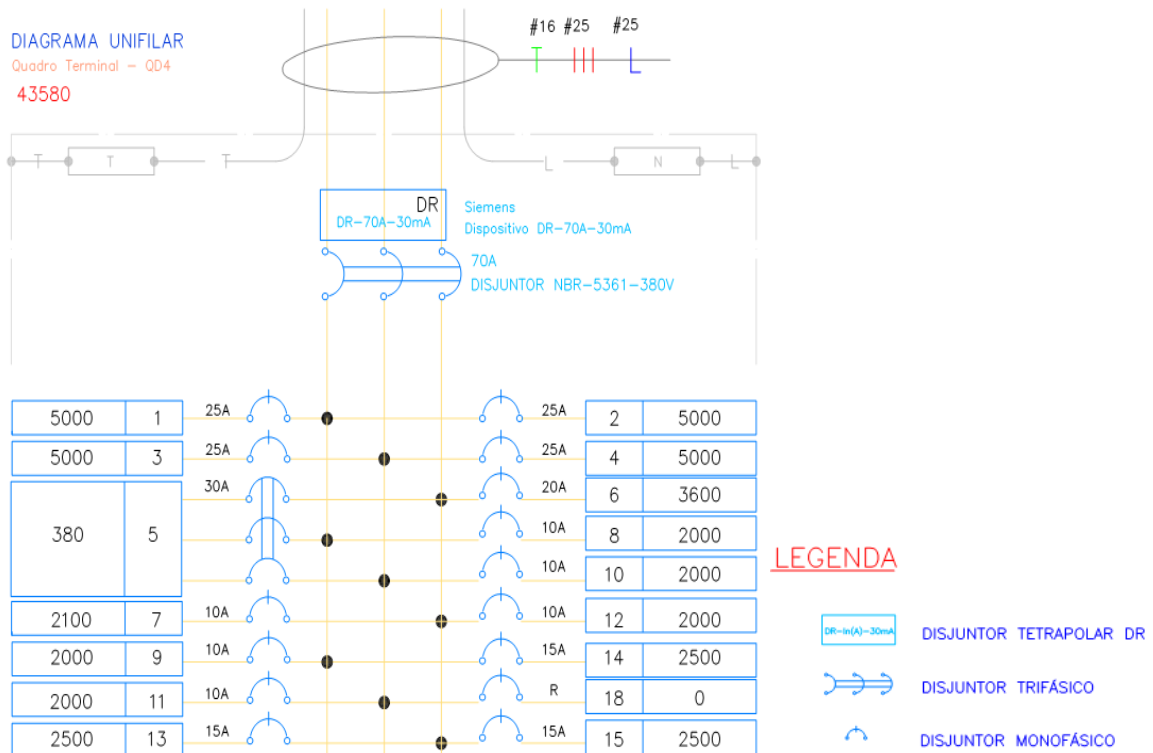 DIAGRAMA UNIFILAR
Quadro Terminal - QD4
43580
#16 #25 #25
T T T L N L
DR
DR-70A-30mA
Siemens
Dispositivo DR-70A-30mA
70A
DISJUNTOR NBR-5361-380V
5000 1 25A 25A 2 5000
5000 3 25A 25A 4 5000
30A 20A 6 3600
380 5 10A 8 2000
10A 10 2000
2100 7 10A 10A 12 2000
2000 9 10A 15A 14 2500
2000 11 10A R 18 0
2500 13 15A 15A 15 2500
LEGENDA
DR-In(A)-30mA DISJUNTOR TETRAPOLAR DR
DISJUNTOR TRIFÁSICO
DISJUNTOR MONOFÁSICO